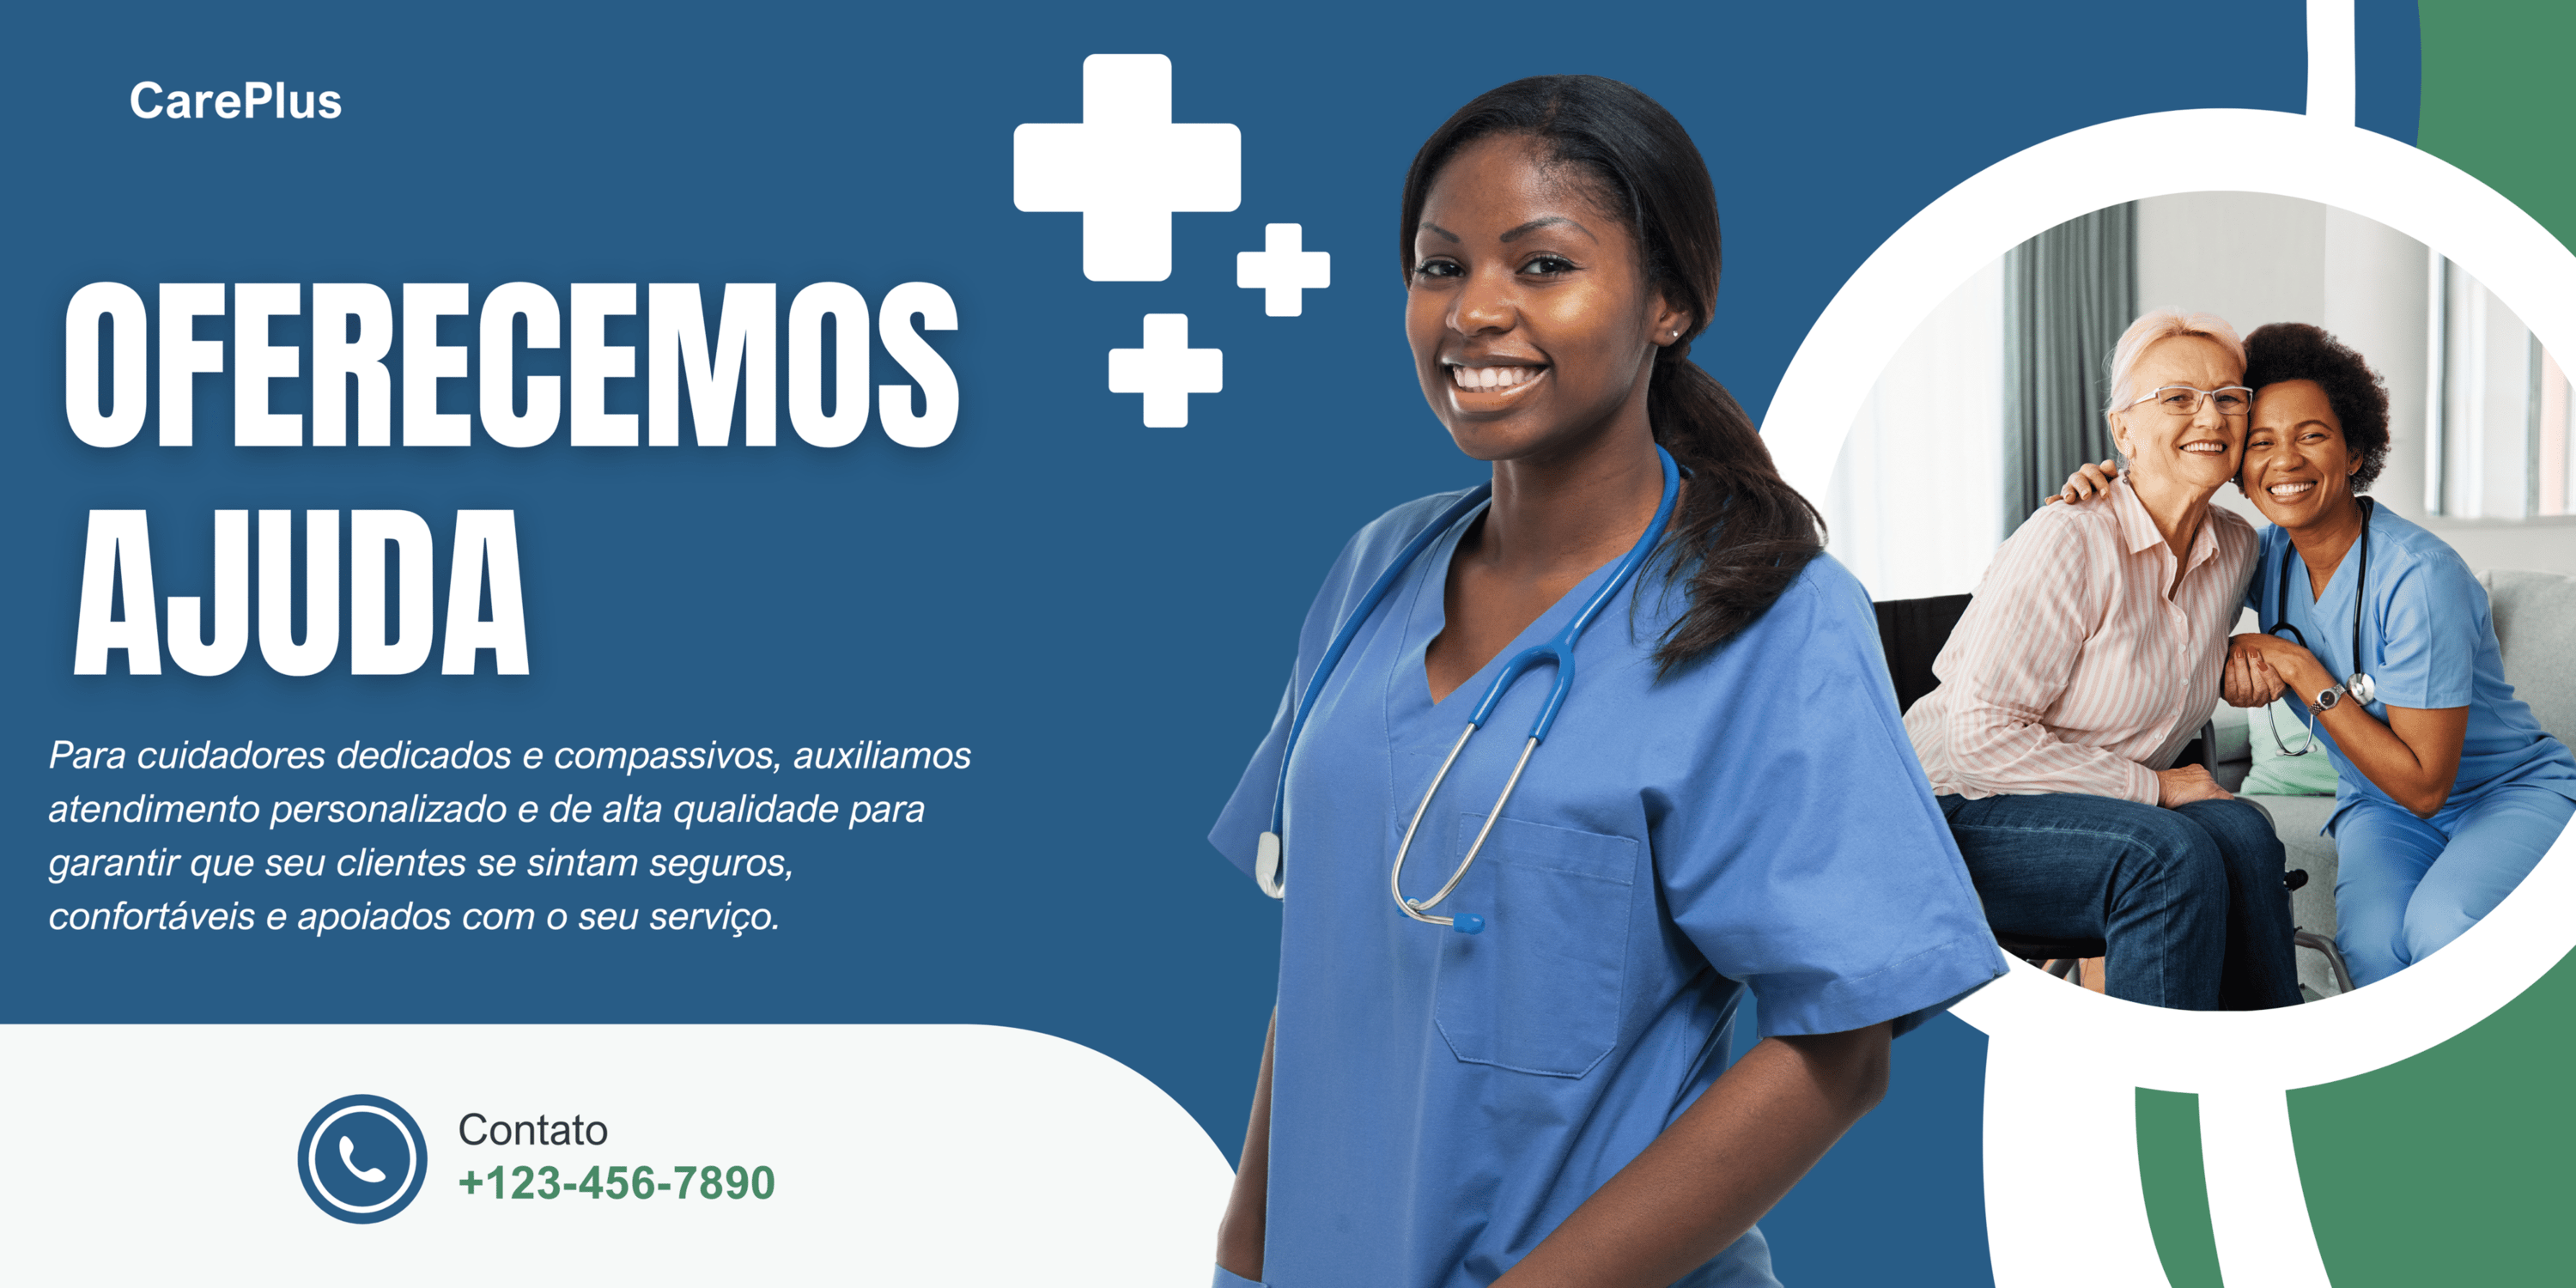 CarePlus
OFERECEMOS
AJUDA
Para cuidadores dedicados e compassivos, auxiliamos
atendimento personalizado e de alta qualidade para
garantir que seu clientes se sintam seguros,
confortáveis e apoiados com o seu serviço.
Contato
+123-456-7890